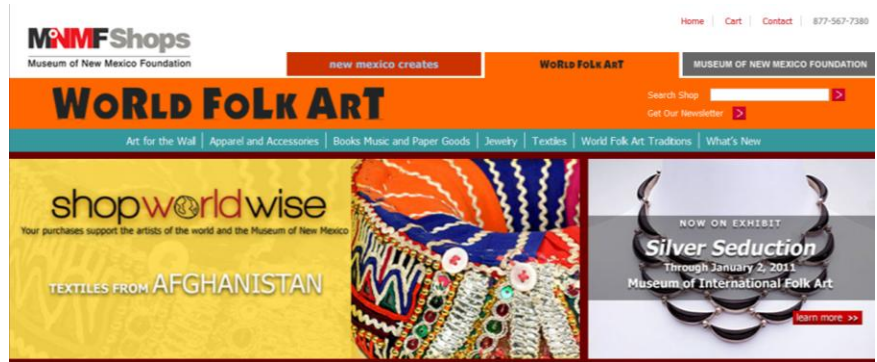 Home | Cart | Contact | 877-567-7380
MNMFShops
Museum of New Mexico Foundation
new mexico creates
WORLD FOLK ART
MUSEUM OF NEW MEXICO FOUNDATION
WORLD FOLK ART
Search Shop >
Get Our Newsletter >
Art for the Wall | Apparel and Accessories | Books Music and Paper Goods | Jewelry | Textiles | World Folk Art Traditions | What's New
shopworldwise
Your purchases support the artists of the world and the Museum of New Mexico
TEXTILES FROM AFGHANISTAN
NOW ON EXHIBIT
Silver Seduction
Through January 2, 2011
Museum of International Folk Art
learn more >>